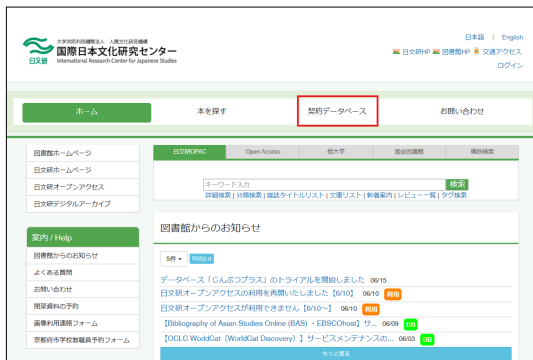 日本語 | English
大学共同利用機関法人 人間文化研究機構
国際日本文化研究センター
International Research Center for Japanese Studies
日文研
日文研HP 図書館HP 交通アクセス
ログイン
ホーム 本を探す 契約データベース お問い合わせ
図書館ホームページ
日文研ホームページ
日文研オープンアクセス
日文研デジタルアーカイブ
日文研OPAC Open Access 他大学 国会図書館 横断検索
キーワード入力 検索
詳細検索 | 分類検索 | 雑誌タイトルリスト | 文庫リスト | 新着案内 | レビュー一覧 | タグ検索
案内 / Help
図書館からのお知らせ
よくある質問
お問い合わせ
閉架資料の予約
画像利用連絡フォーム
京都府市学校教職員予約フォーム
図書館からのお知らせ
5件 RSS2.0
データベース「じんぶつプラス」のトライアルを開始しました 06/15
日文研オープンアクセスの利用を再開いたしました【6/10】 06/10 利用
日文研オープンアクセスが利用できません【6/10～】 06/10 利用
【Bibliography of Asian Studies Online (BAS) ・EBSCOhost】サ... 06/09 DB
【OCLC WorldCat（WorldCat Discovery）】サービスメンテナンスの... 06/03 DB
もっと見る